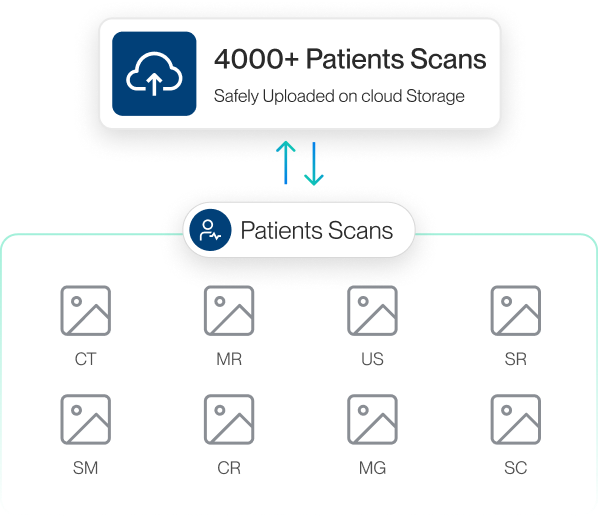 4000+ Patients Scans
Safely Uploaded on cloud Storage
Patients Scans
CT MR US SR
SM CR MG SC